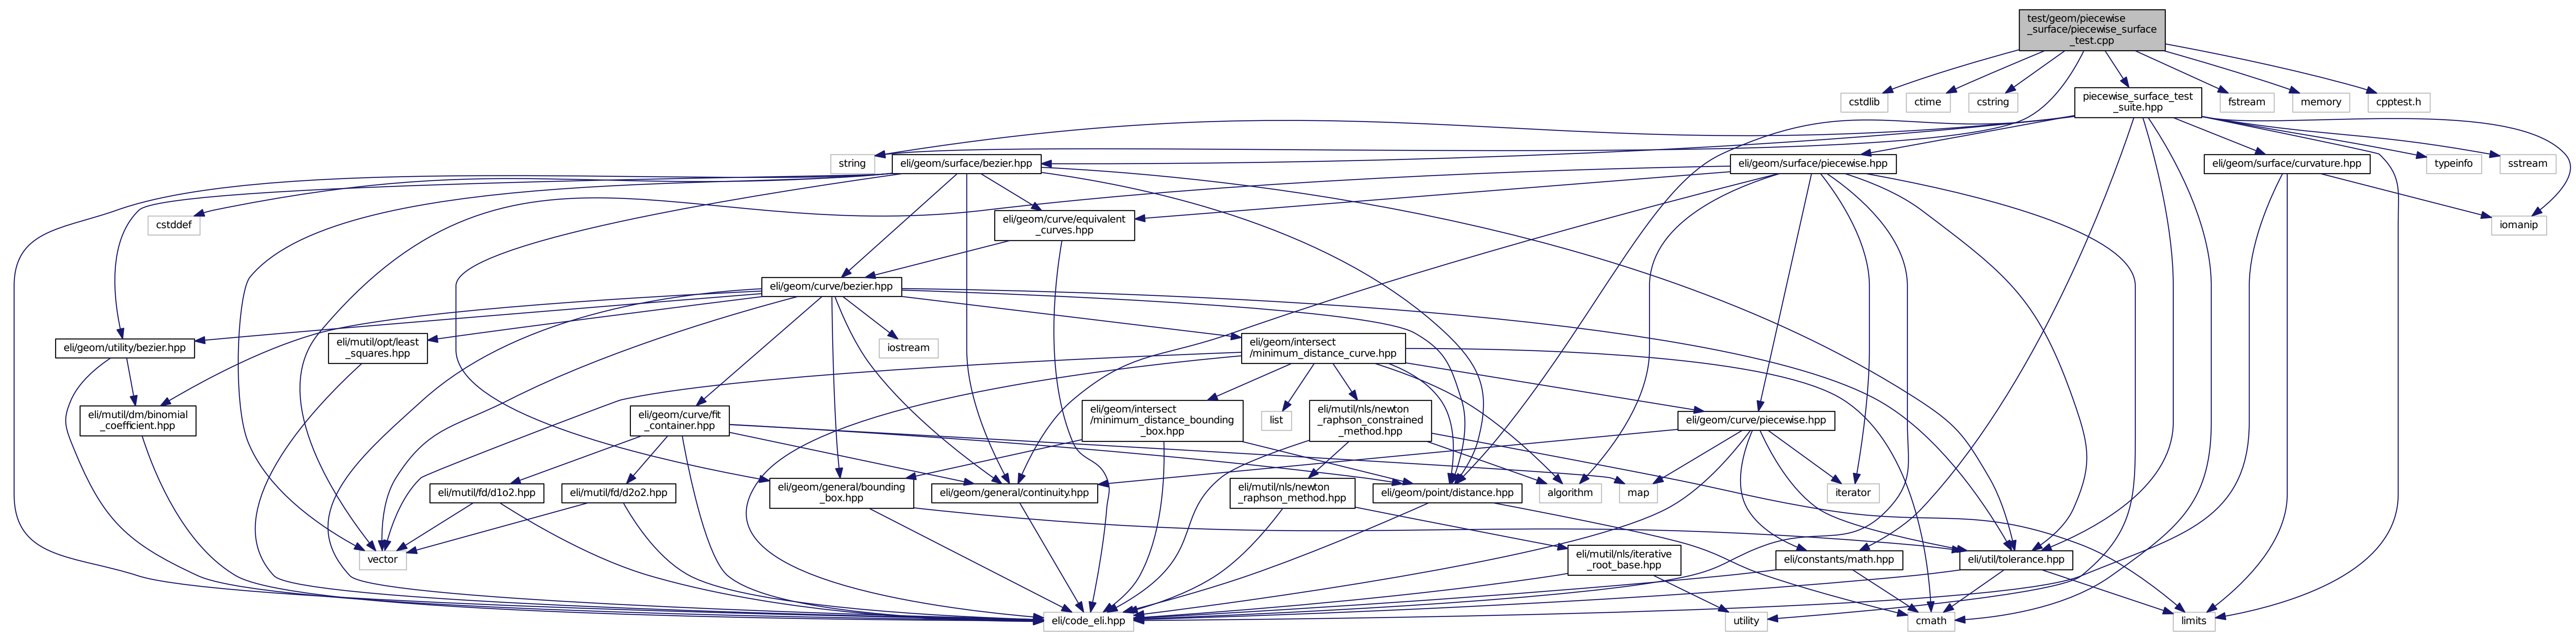 test/geom/piecewise
_surface/piecewise_surface
_test.cpp
cstdlib
ctime
cstring
piecewise_surface_test
_suite.hpp
fstream
memory
cpptest.h
string
eli/geom/surface/bezier.hpp
eli/geom/surface/piecewise.hpp
eli/geom/surface/curvature.hpp
typeinfo
sstream
cstddef
eli/geom/curve/equivalent
_curves.hpp
iomanip
eli/geom/curve/bezier.hpp
eli/geom/utility/bezier.hpp
eli/mutil/opt/least
_squares.hpp
iostream
eli/geom/intersect
/minimum_distance_curve.hpp
eli/mutil/dm/binomial
_coefficient.hpp
eli/geom/curve/fit
_container.hpp
eli/geom/intersect
/minimum_distance_bounding
_box.hpp
list
eli/mutil/nls/newton
_raphson_constrained
_method.hpp
eli/geom/curve/piecewise.hpp
eli/mutil/fd/d1o2.hpp
eli/mutil/fd/d2o2.hpp
eli/geom/general/bounding
_box.hpp
eli/geom/general/continuity.hpp
eli/mutil/nls/newton
_raphson_method.hpp
eli/geom/point/distance.hpp
algorithm
map
iterator
vector
eli/mutil/nls/iterative
_root_base.hpp
eli/constants/math.hpp
eli/util/tolerance.hpp
eli/code_eli.hpp
utility
cmath
limits